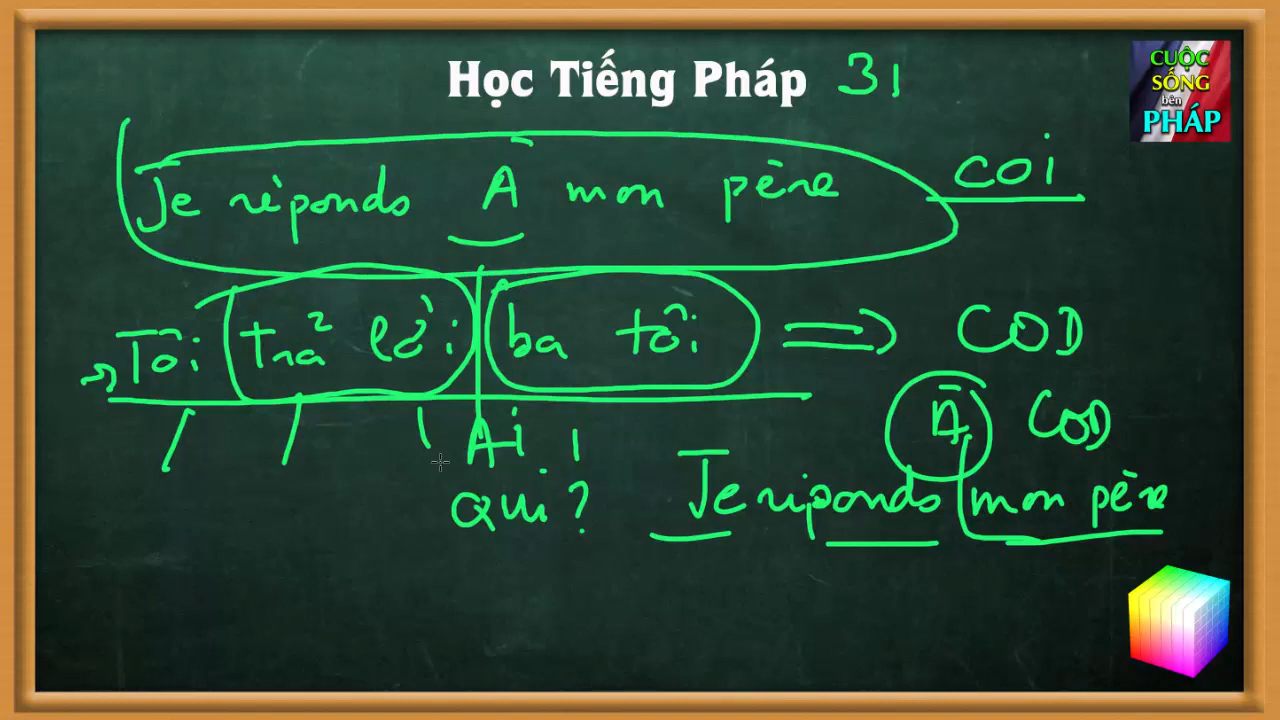 Học Tiếng Pháp 31
CUỘC
SỐNG
bên
PHÁP
Je réponds À mon père COi
Tôi trả lời ba tôi => COD
À COD
Ai
qui?
Je réponds mon père